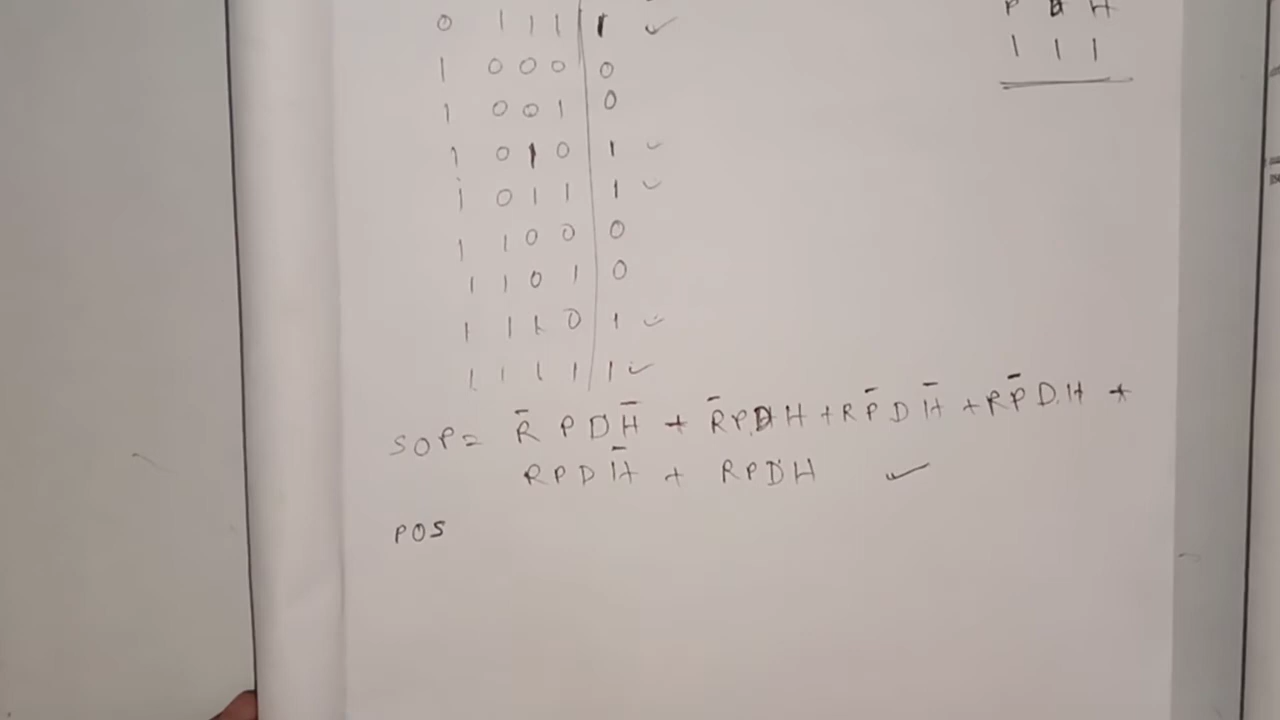 P D H
0 1 1 1 1 ✓
1 1 1
1 0 0 0 0
1 0 0 1 0
1 0 1 0 1 ✓
1 0 1 1 1 ✓
1 1 0 0 0
1 1 0 1 0
1 1 1 0 1 ✓
1 1 1 1 1 ✓
SOP = R̅ P D H̅ + R̅ P D H + R P̅ D H̅ + R P̅ D.H +
R P D H̅ + R P D H ✓
POS